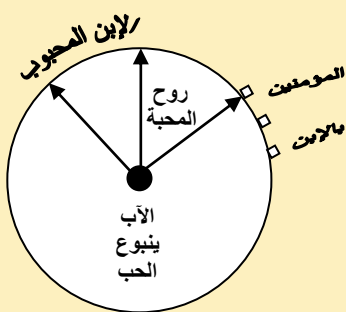 الابن المحبوب
روح
المحبة
المؤمنين
بالابن
الآب
ينبوع
الحب